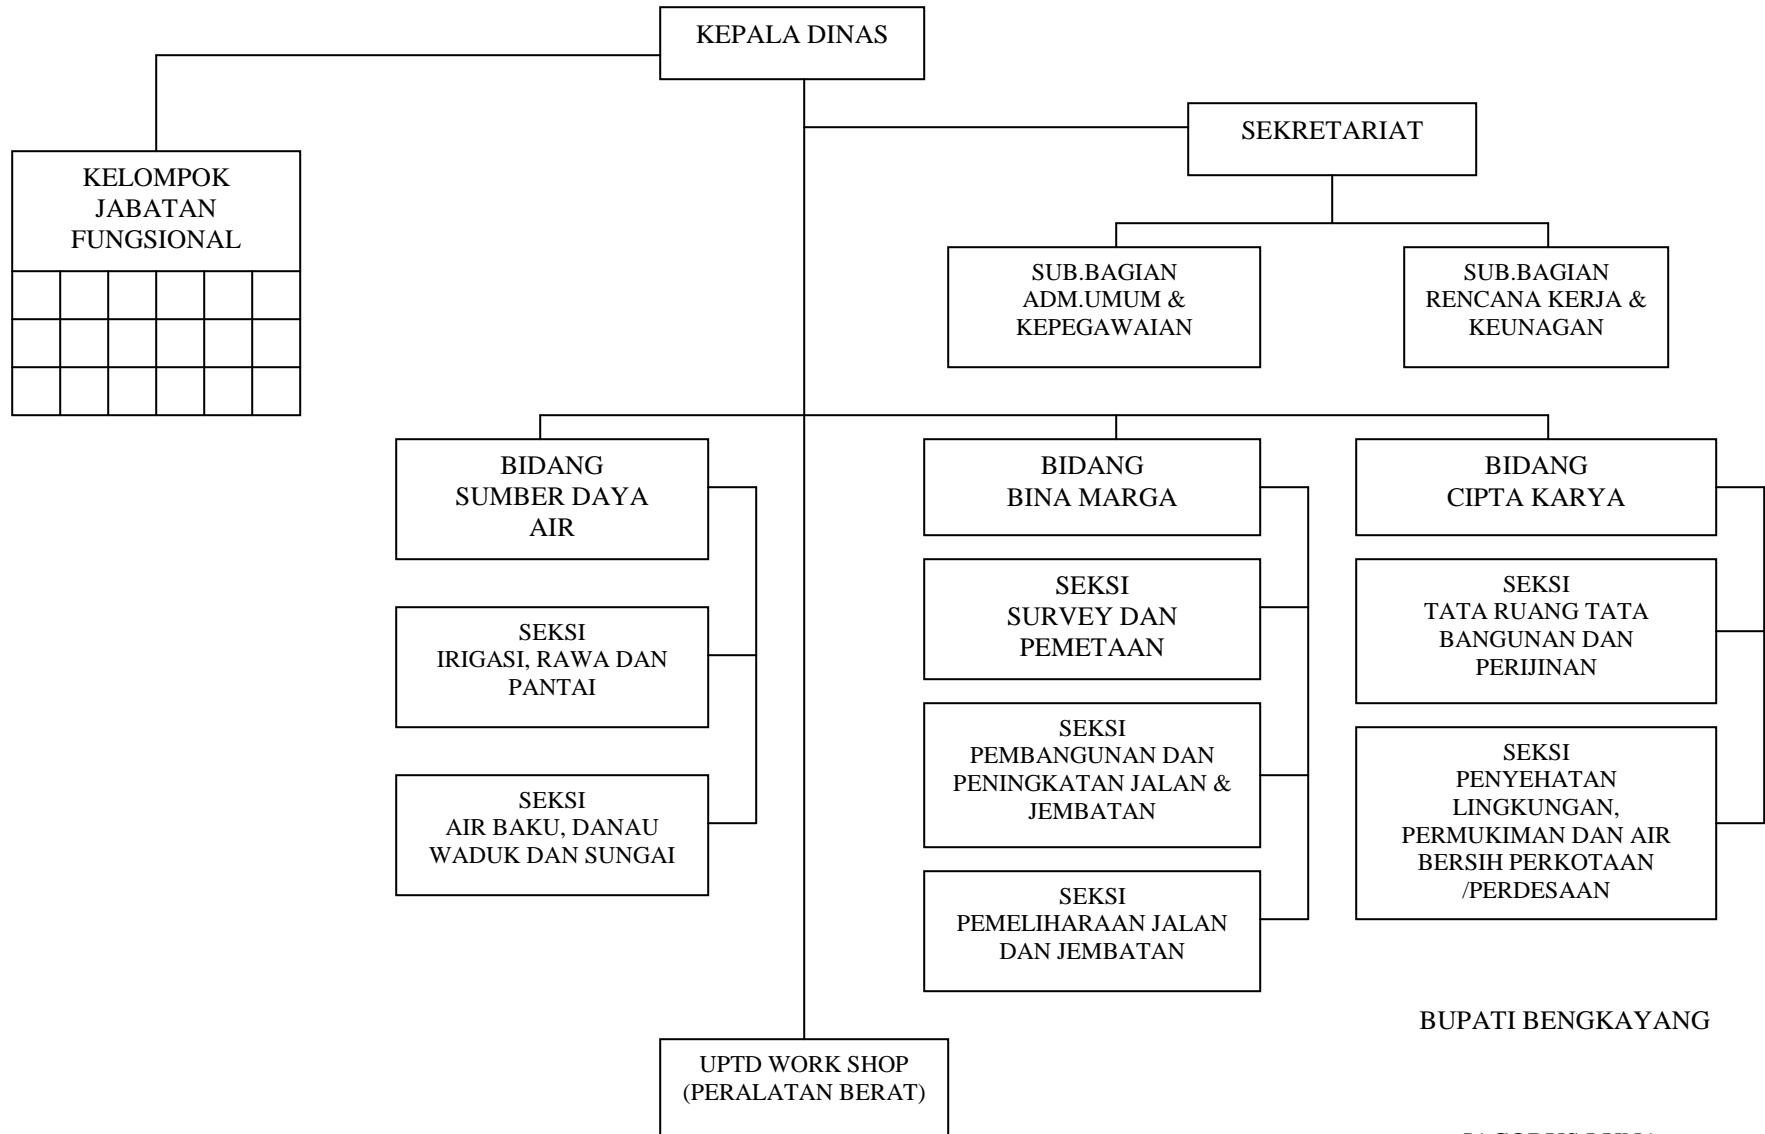 KEPALA DINAS
SEKRETARIAT
KELOMPOK
JABATAN
FUNGSIONAL
SUB.BAGIAN
ADM.UMUM &
KEPEGAWAIAN
SUB.BAGIAN
RENCANA KERJA &
KEUNAGAN
BIDANG
SUMBER DAYA
AIR
BIDANG
BINA MARGA
BIDANG
CIPTA KARYA
SEKSI
IRIGASI, RAWA DAN
PANTAI
SEKSI
SURVEY DAN
PEMETAAN
SEKSI
TATA RUANG TATA
BANGUNAN DAN
PERIJINAN
SEKSI
AIR BAKU, DANAU
WADUK DAN SUNGAI
SEKSI
PEMBANGUNAN DAN
PENINGKATAN JALAN &
JEMBATAN
SEKSI
PENYEHATAN
LINGKUNGAN,
PERMUKIMAN DAN AIR
BERSIH PERKOTAAN
/PERDESAAN
SEKSI
PEMELIHARAAN JALAN
DAN JEMBATAN
BUPATI BENGKAYANG
UPTD WORK SHOP
(PERALATAN BERAT)